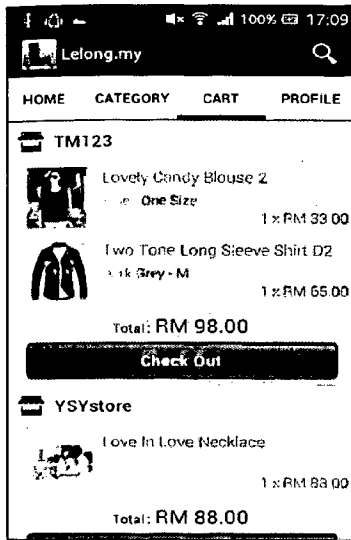 100% 17:09
Lelong.my
HOME CATEGORY CART PROFILE
TM123
Lovely Candy Blouse 2
One Size
1 x RM 33.00
Two Tone Long Sleeve Shirt D2
Grey - M
1 x RM 65.00
Total: RM 98.00
Check Out
YSYstore
Love In Love Necklace
1 x RM 88.00
Total: RM 88.00